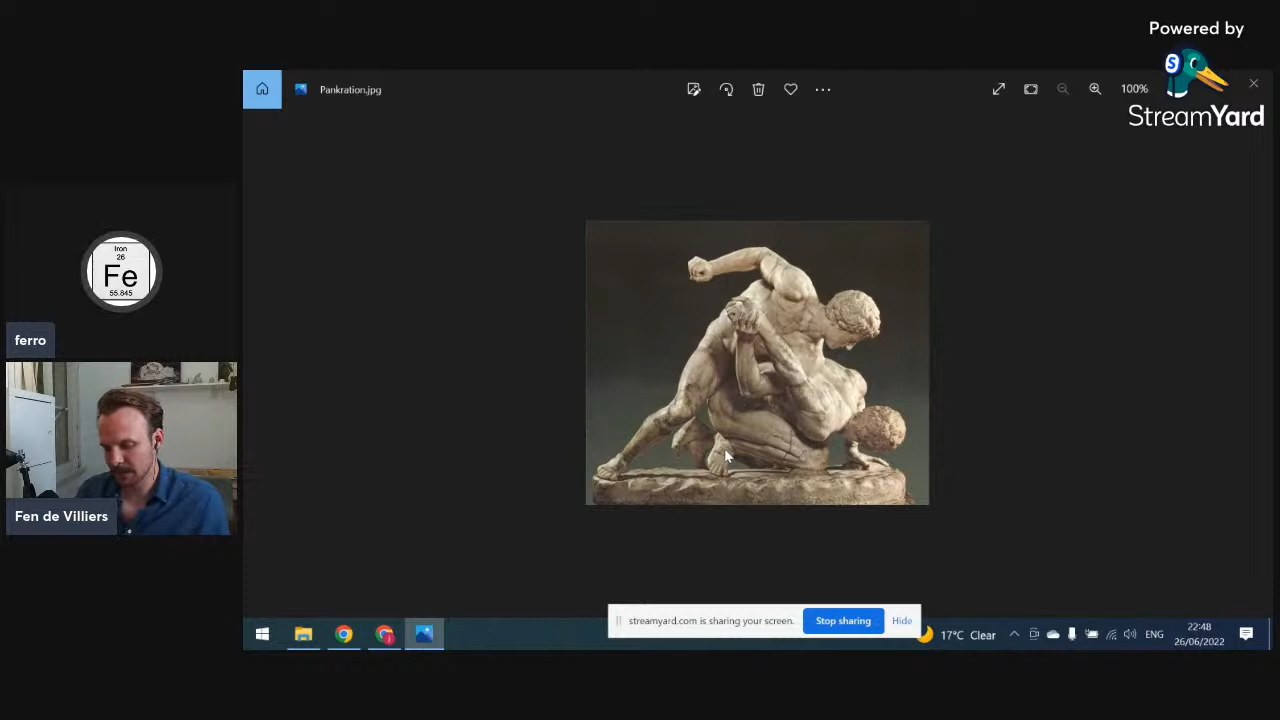 Powered by
StreamYard
Pankration.jpg
100%
Iron
26
Fe
55.845
ferro
Fen de Villiers
streamyard.com is sharing your screen.
Stop sharing
Hide
17°C Clear
ENG
22:48
26/06/2022